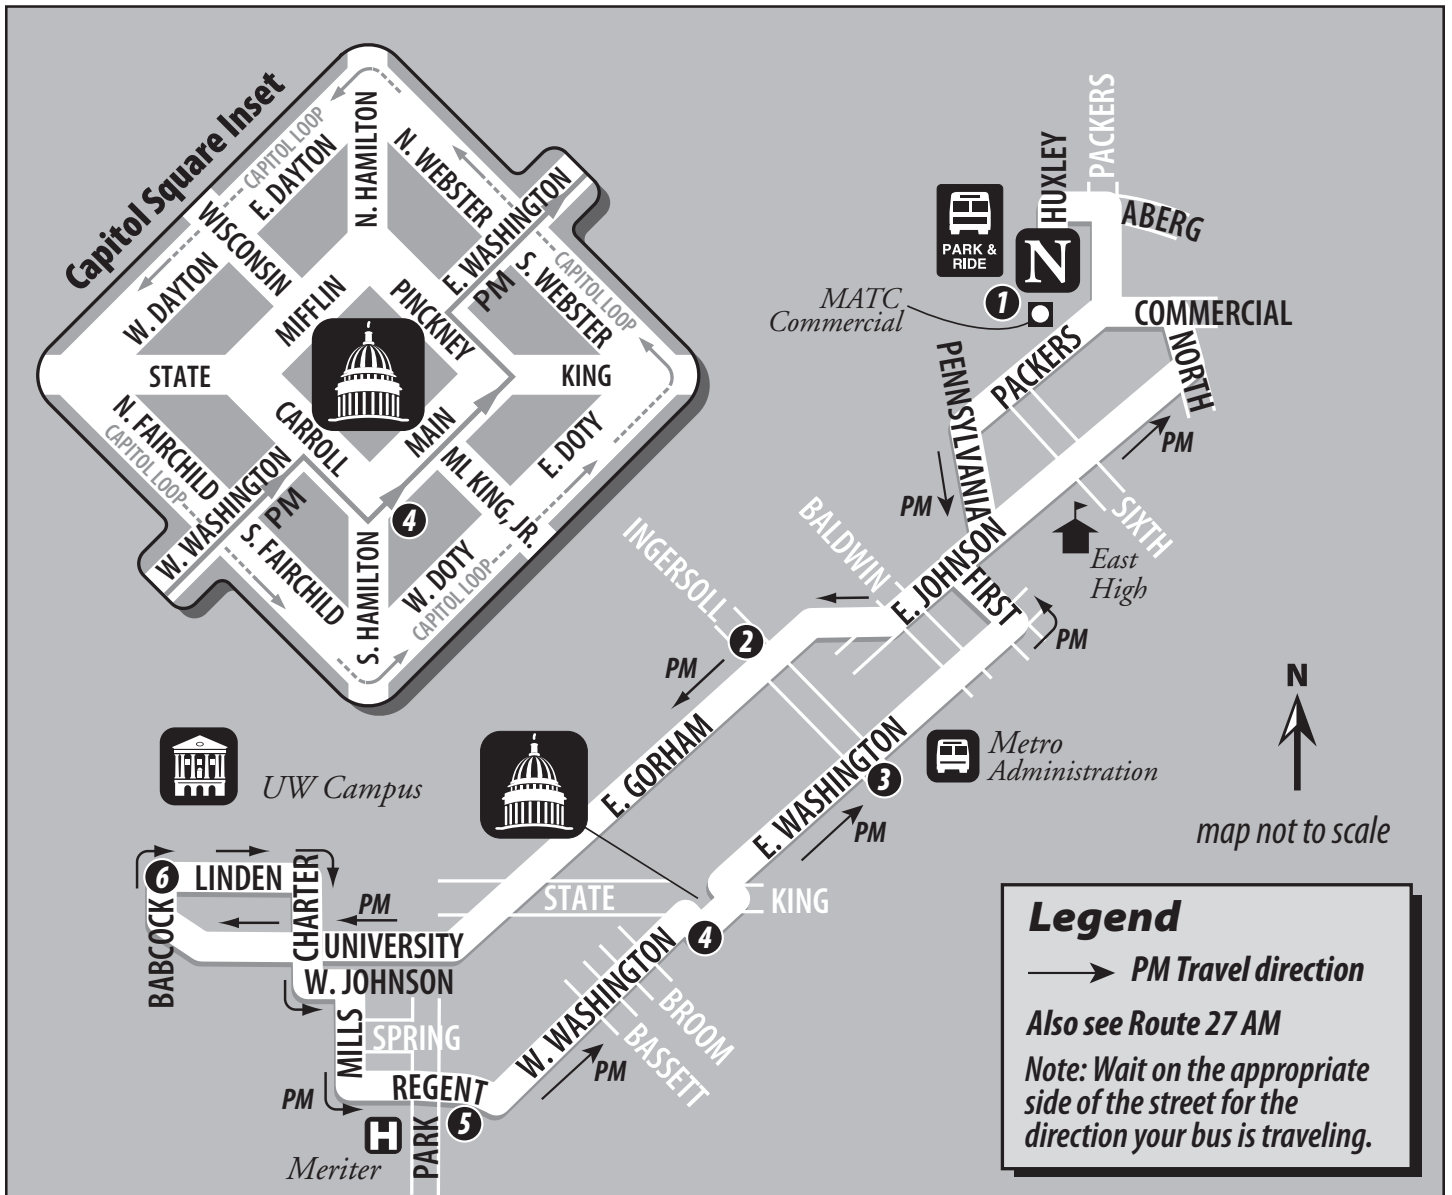 Capitol Square Inset
CAPITOL LOOP
E. DAYTON
N. HAMILTON
N. WEBSTER
E. WASHINGTON
PM
WISCONSIN
W. DAYTON
MIFFLIN
PINCKNEY
S. WEBSTER
CAPITOL LOOP
STATE
KING
N. FAIRCHILD
CAPITOL LOOP
CARROLL
MAIN
E. DOTY
W. WASHINGTON
PM
S. FAIRCHILD
4
ML KING, JR.
S. HAMILTON
W. DOTY
CAPITOL LOOP
PACKERS
HUXLEY
ABERG
PARK &
RIDE
N
1
MATC
Commercial
COMMERCIAL
NORTH
PACKERS
PENNSYLVANIA
PM
PM
SIXTH
East
High
E. JOHNSON
FIRST
PM
BALDWIN
INGERSOLL
2
PM
E. GORHAM
E. WASHINGTON
3
PM
Metro
Administration
N
map not to scale
UW Campus
6
LINDEN
CHARTER
BABCOCK
PM
UNIVERSITY
W. JOHNSON
STATE
KING
4
W. WASHINGTON
BROOM
BASSETT
PM
MILLS
SPRING
PM
REGENT
5
H
Meriter
PARK
Legend
PM Travel direction
Also see Route 27 AM
Note: Wait on the appropriate
side of the street for the
direction your bus is traveling.